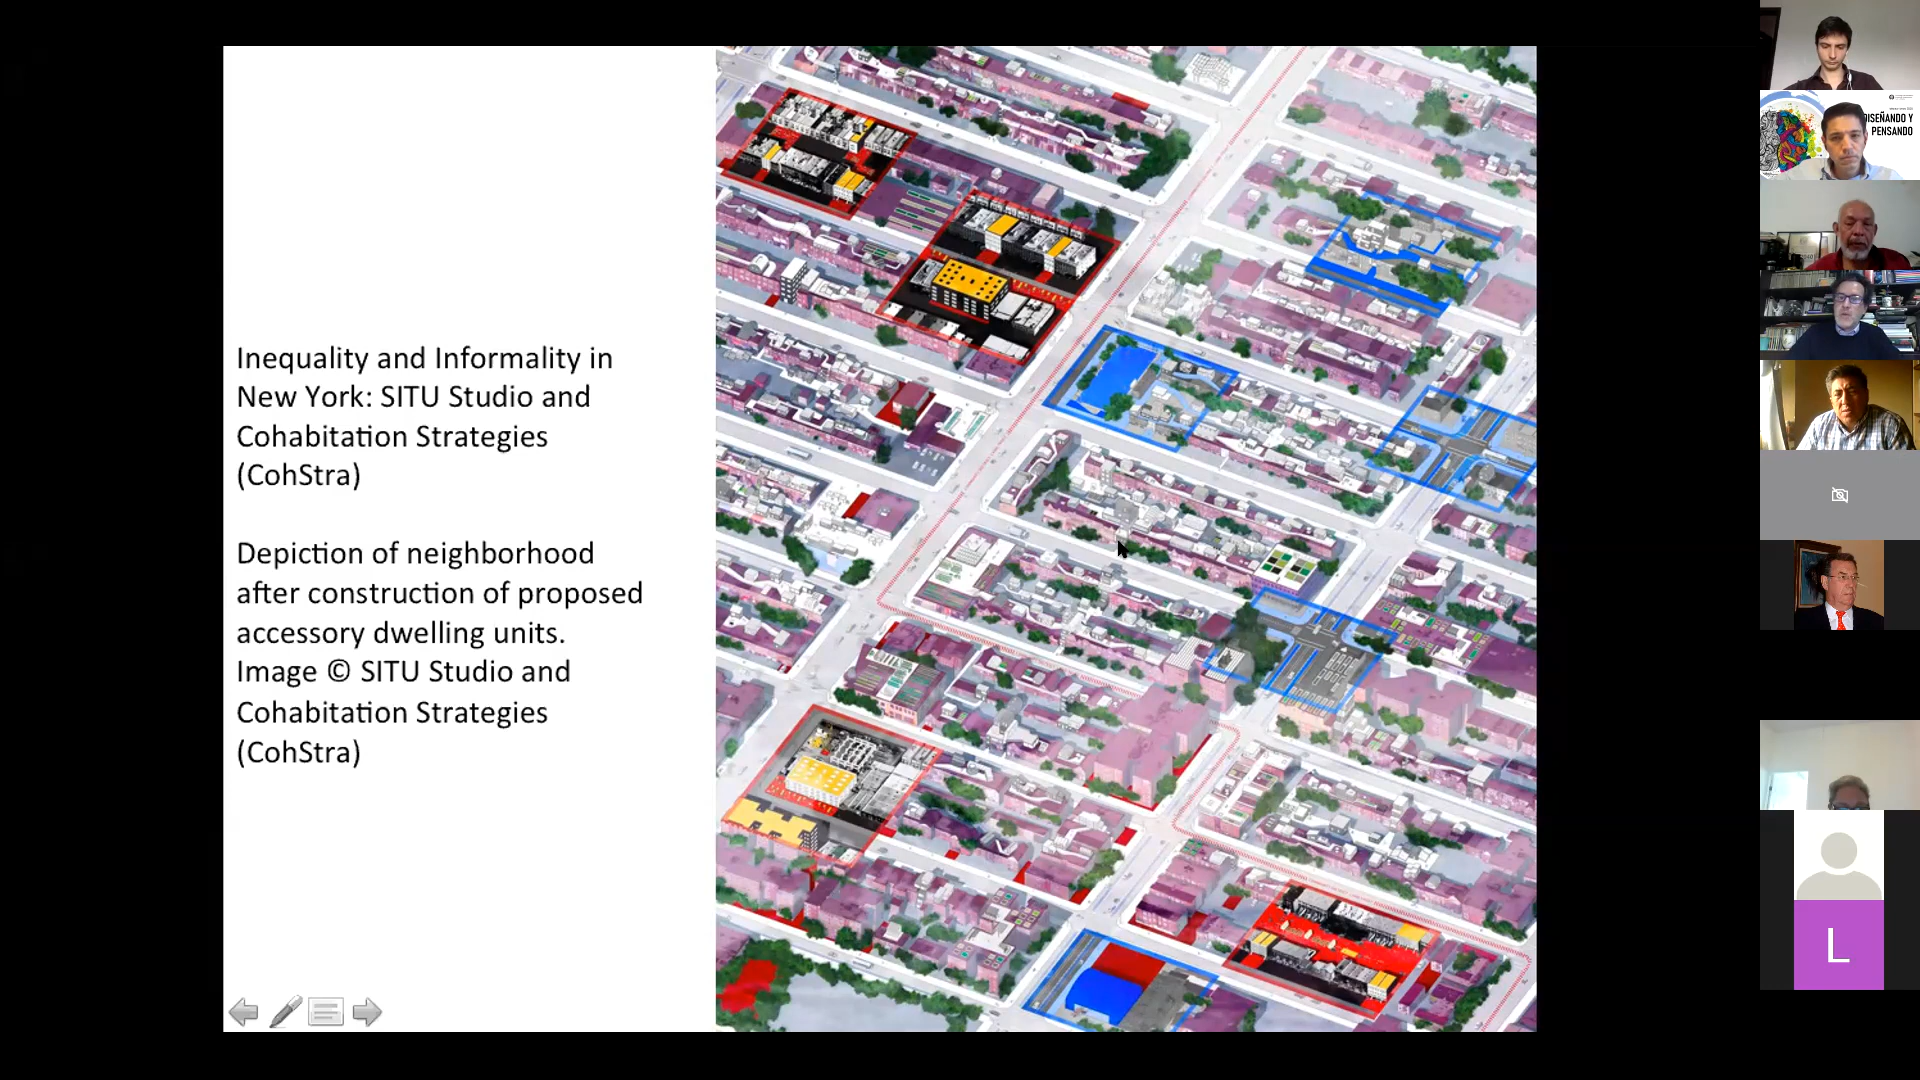 Inequality and Informality in
New York: SITU Studio and
Cohabitation Strategies
(CohStra)
Depiction of neighborhood
after construction of proposed
accessory dwelling units.
Image © SITU Studio and
Cohabitation Strategies
(CohStra)
DISEÑANDO Y
PENSANDO
L